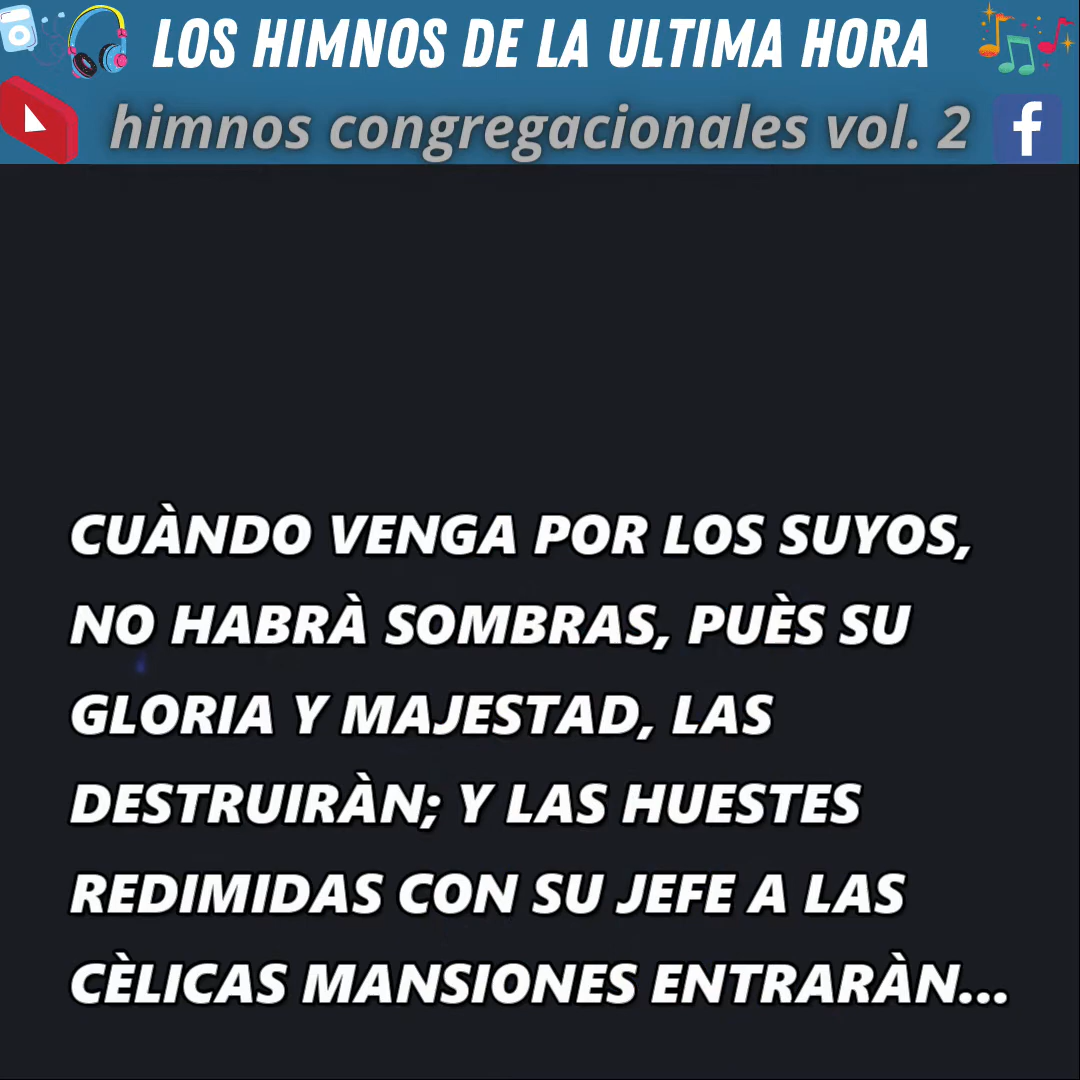 LOS HIMNOS DE LA ULTIMA HORA
himnos congregacionales vol. 2
f
CUÀNDO VENGA POR LOS SUYOS,
NO HABRÀ SOMBRAS, PUÈS SU
GLORIA Y MAJESTAD, LAS
DESTRUIRÀN; Y LAS HUESTES
REDIMIDAS CON SU JEFE A LAS
CÈLICAS MANSIONES ENTRARÀN...